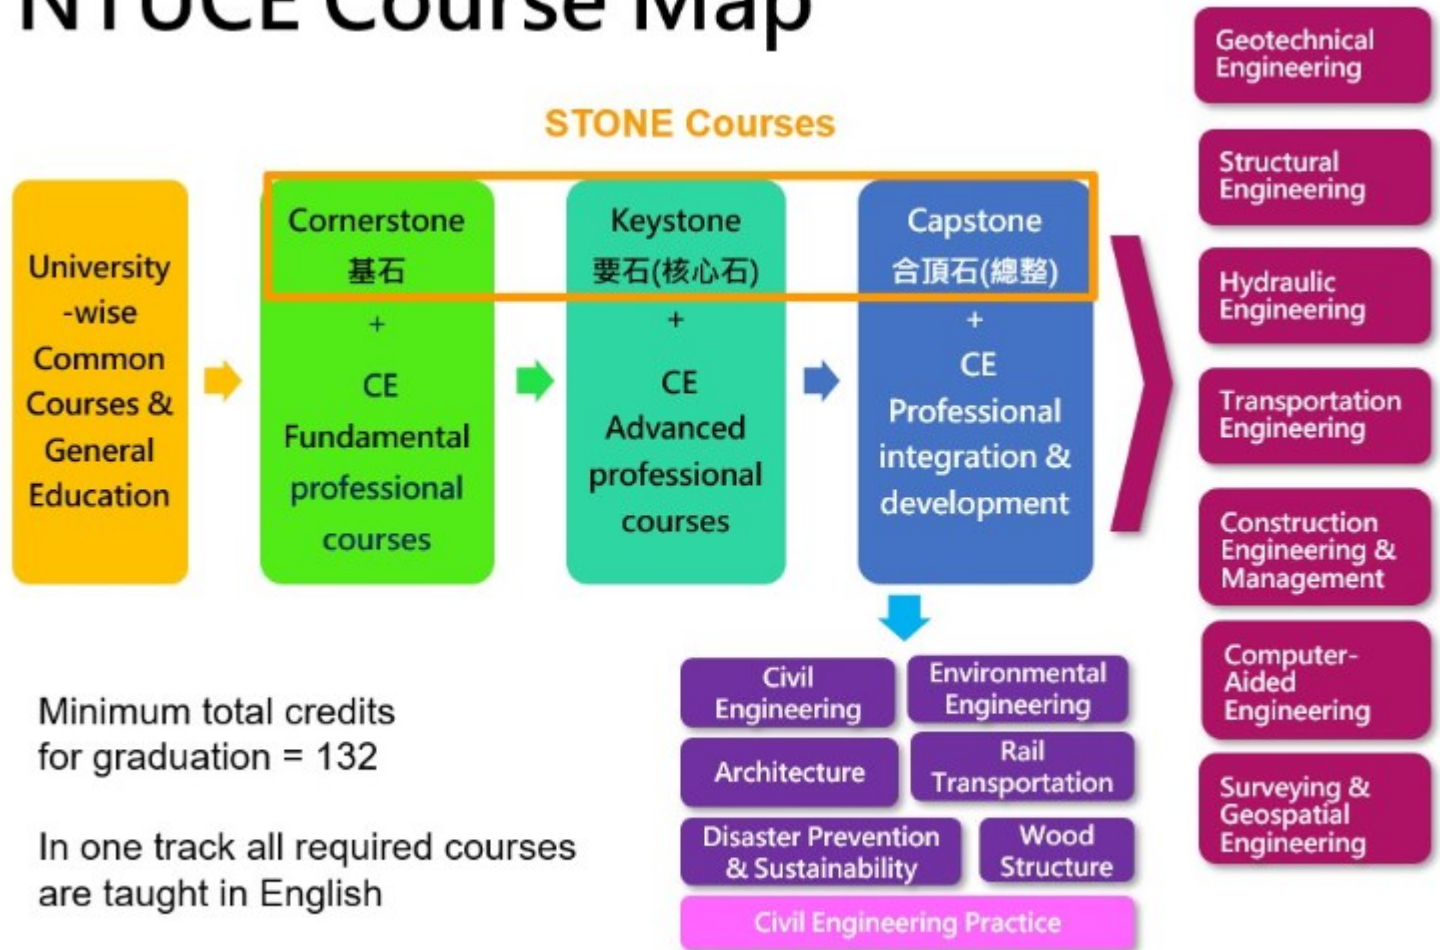 NTUCE Course Map
STONE Courses
University
-wise
Common
Courses &
General
Education
Cornerstone
基石
+
CE
Fundamental
professional
courses
Keystone
要石(核心石)
+
CE
Advanced
professional
courses
Capstone
合頂石(總整)
+
CE
Professional
integration &
development
Geotechnical
Engineering
Structural
Engineering
Hydraulic
Engineering
Transportation
Engineering
Construction
Engineering &
Management
Computer-
Aided
Engineering
Surveying &
Geospatial
Engineering
Civil
Engineering
Environmental
Engineering
Architecture
Rail
Transportation
Disaster Prevention
& Sustainability
Wood
Structure
Civil Engineering Practice
Minimum total credits
for graduation = 132
In one track all required courses
are taught in English